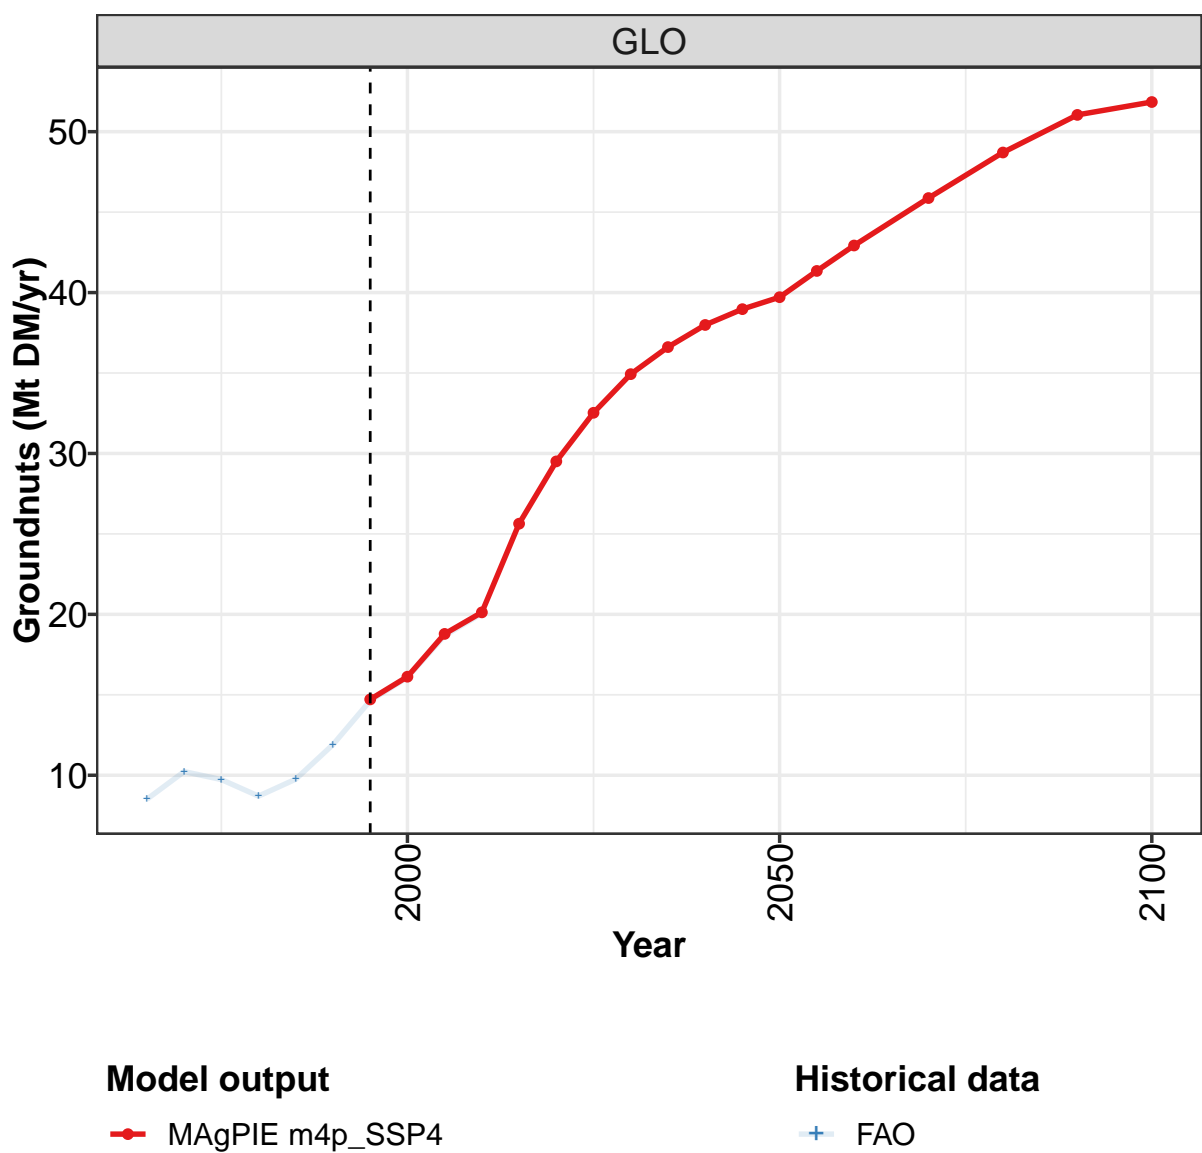 GLO
Groundnuts (Mt DM/yr)
50
40
30
20
10
2000
2050
2100
Year
Model output
Historical data
MAgPIE m4p_SSP4
FAO